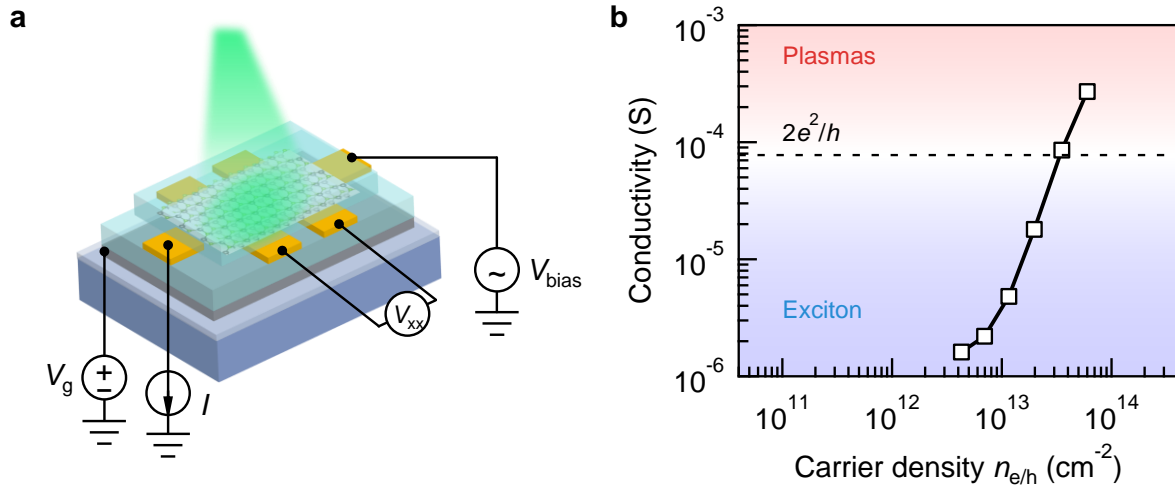 a
V_bias
~
V_xx
V_g
+
−
I
b
10^-3
Plasmas
2e^2/h
10^-4
Conductivity (S)
10^-5
Exciton
10^-6
10^11 10^12 10^13 10^14
Carrier density n_e/h (cm^-2)